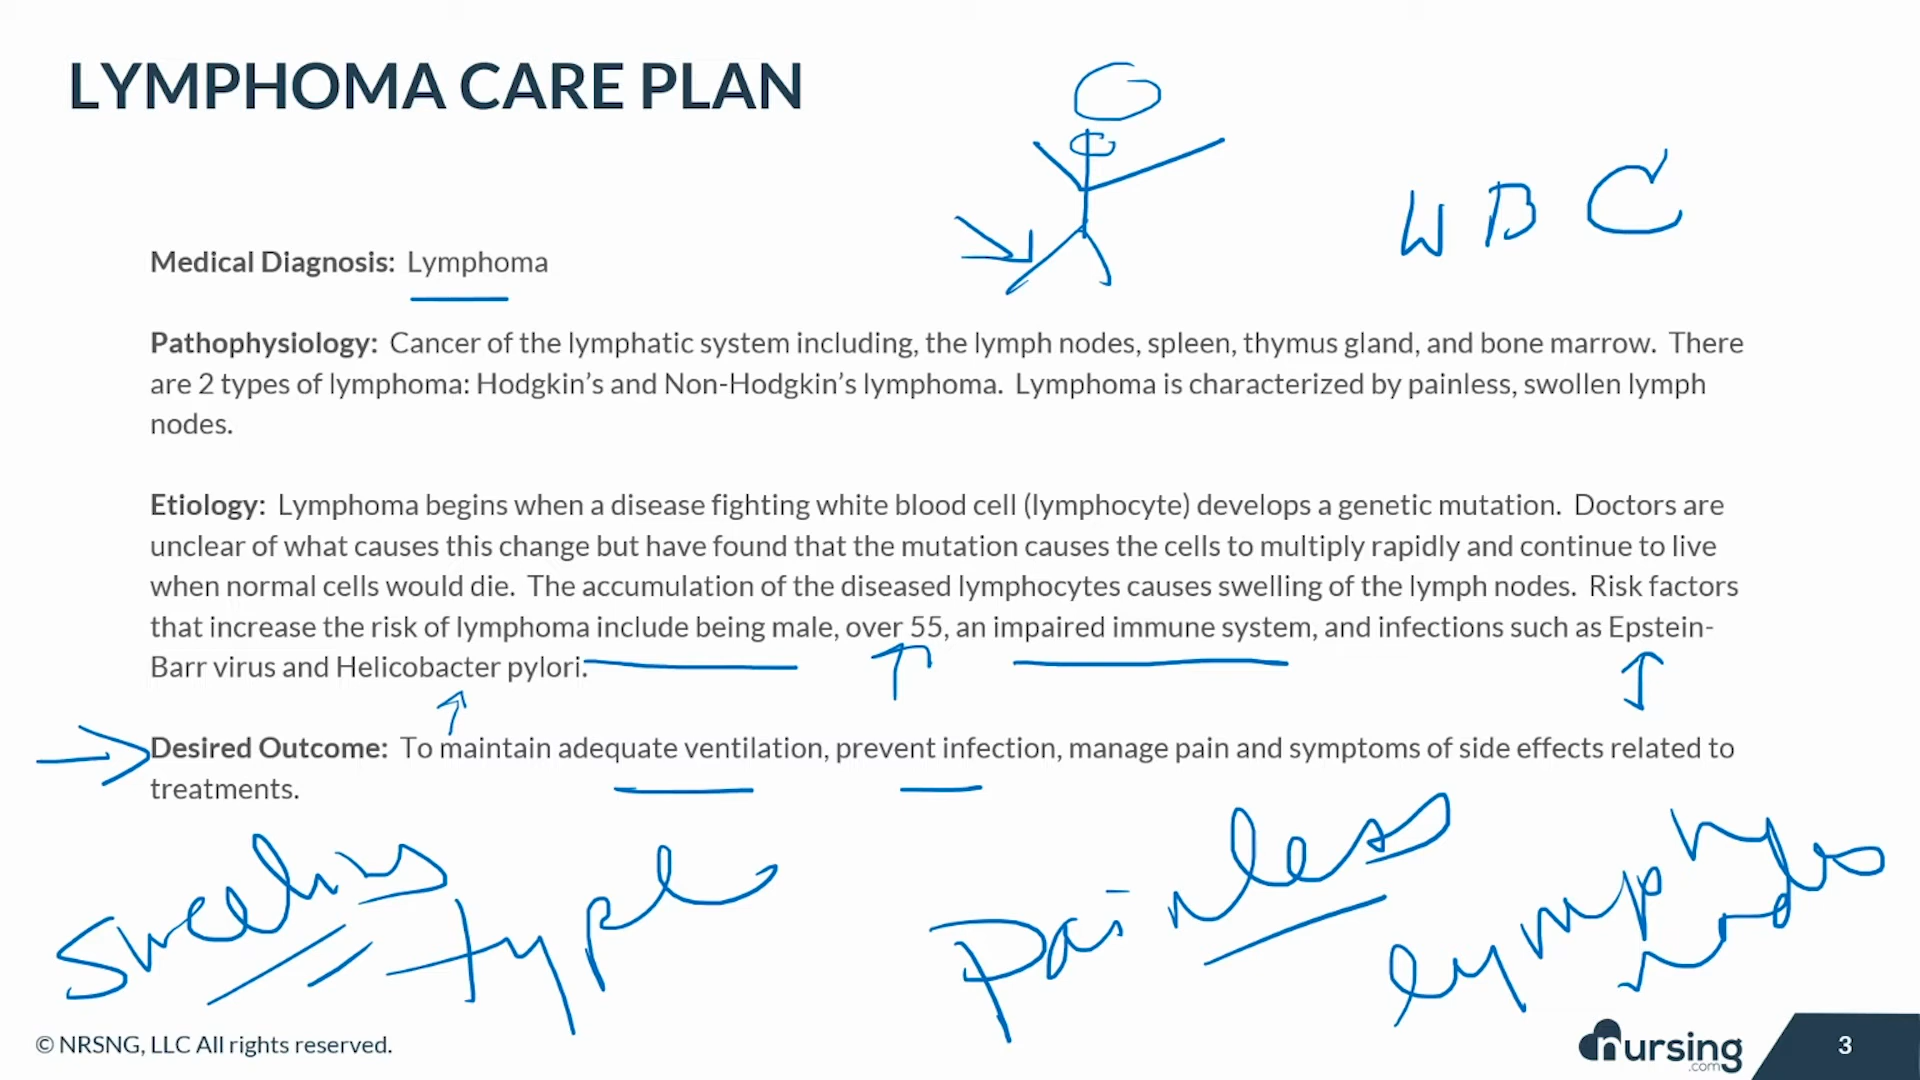 LYMPHOMA CARE PLAN
WBC
Medical Diagnosis: Lymphoma
Pathophysiology: Cancer of the lymphatic system including, the lymph nodes, spleen, thymus gland, and bone marrow. There
are 2 types of lymphoma: Hodgkin’s and Non-Hodgkin’s lymphoma. Lymphoma is characterized by painless, swollen lymph
nodes.
Etiology: Lymphoma begins when a disease fighting white blood cell (lymphocyte) develops a genetic mutation. Doctors are
unclear of what causes this change but have found that the mutation causes the cells to multiply rapidly and continue to live
when normal cells would die. The accumulation of the diseased lymphocytes causes swelling of the lymph nodes. Risk factors
that increase the risk of lymphoma include being male, over 55, an impaired immune system, and infections such as Epstein-
Barr virus and Helicobacter pylori.
Desired Outcome: To maintain adequate ventilation, prevent infection, manage pain and symptoms of side effects related to
treatments.
painless
lymph
nodes
© NRSNG, LLC All rights reserved.
nursing
.com
3